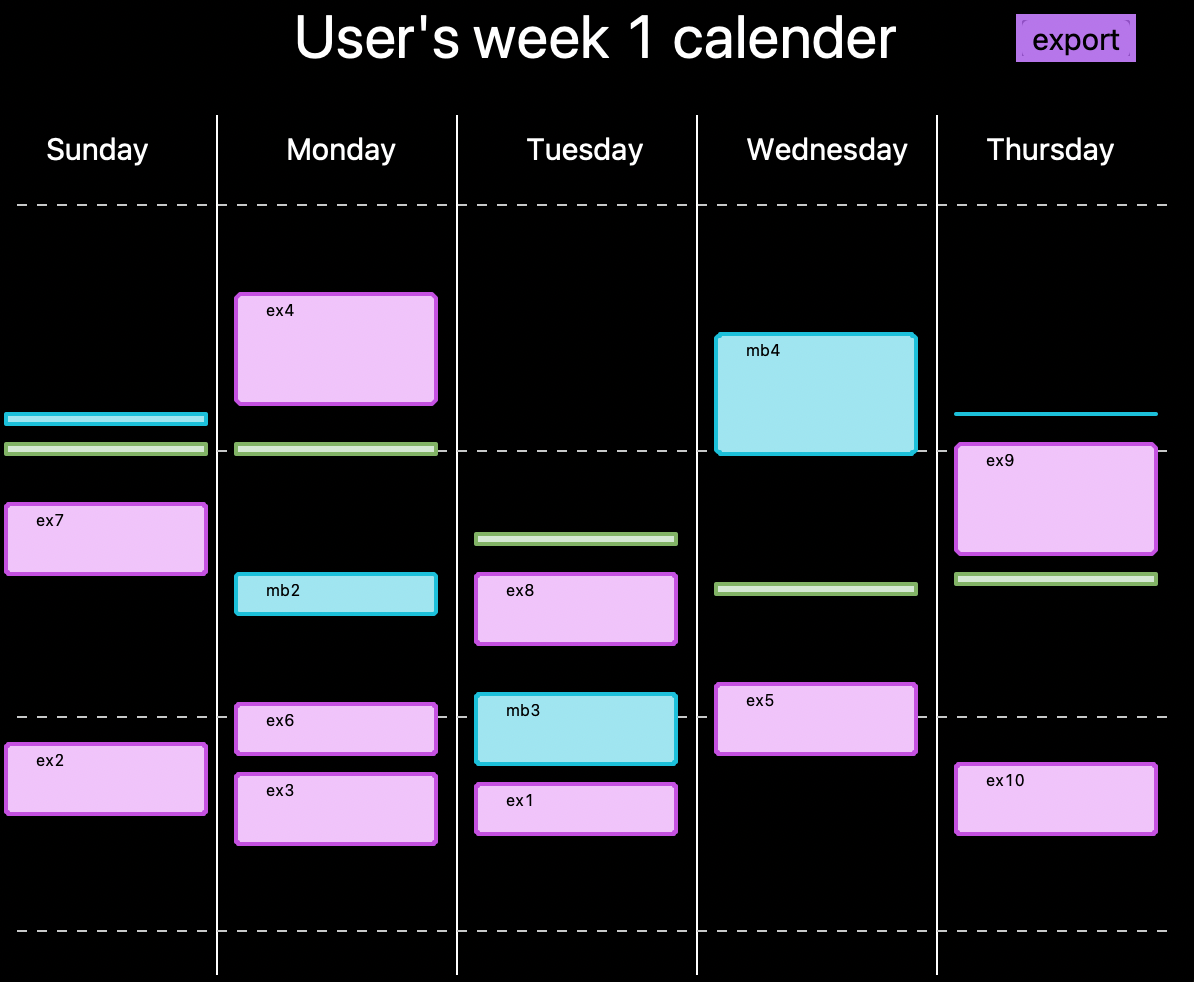 User's week 1 calender
export
Sunday
Monday
Tuesday
Wednesday
Thursday
ex4
mb4
ex9
ex7
mb2
ex8
ex5
mb3
ex6
ex2
ex10
ex3
ex1